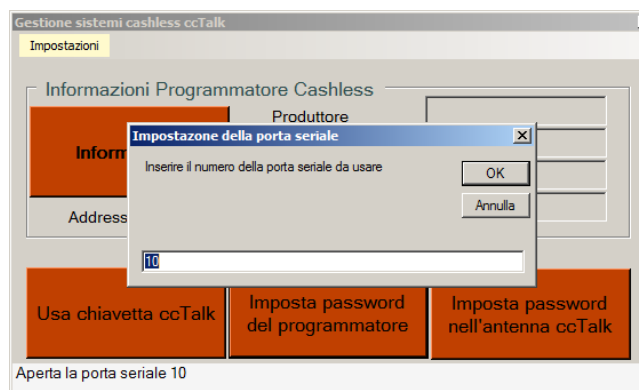 Gestione sistemi cashless ccTalk
Impostazioni
Informazioni Programmatore Cashless
Produttore
Impostazone della porta seriale
Inform
Inserire il numero della porta seriale da usare
OK
Annulla
Address
10
Usa chiavetta ccTalk
Imposta password
del programmatore
Imposta password
nell'antenna ccTalk
Aperta la porta seriale 10